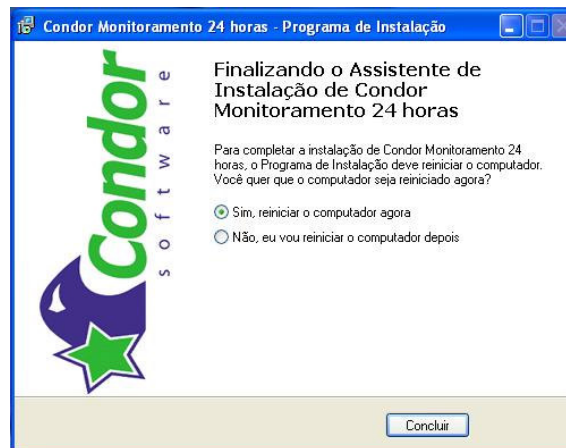 Condor Monitoramento 24 horas - Programa de Instalação
Condor
software
Finalizando o Assistente de
Instalação de Condor
Monitoramento 24 horas
Para completar a instalação de Condor Monitoramento 24
horas, o Programa de Instalação deve reiniciar o computador.
Você quer que o computador seja reiniciado agora?
Sim, reiniciar o computador agora
Não, eu vou reiniciar o computador depois
Concluir